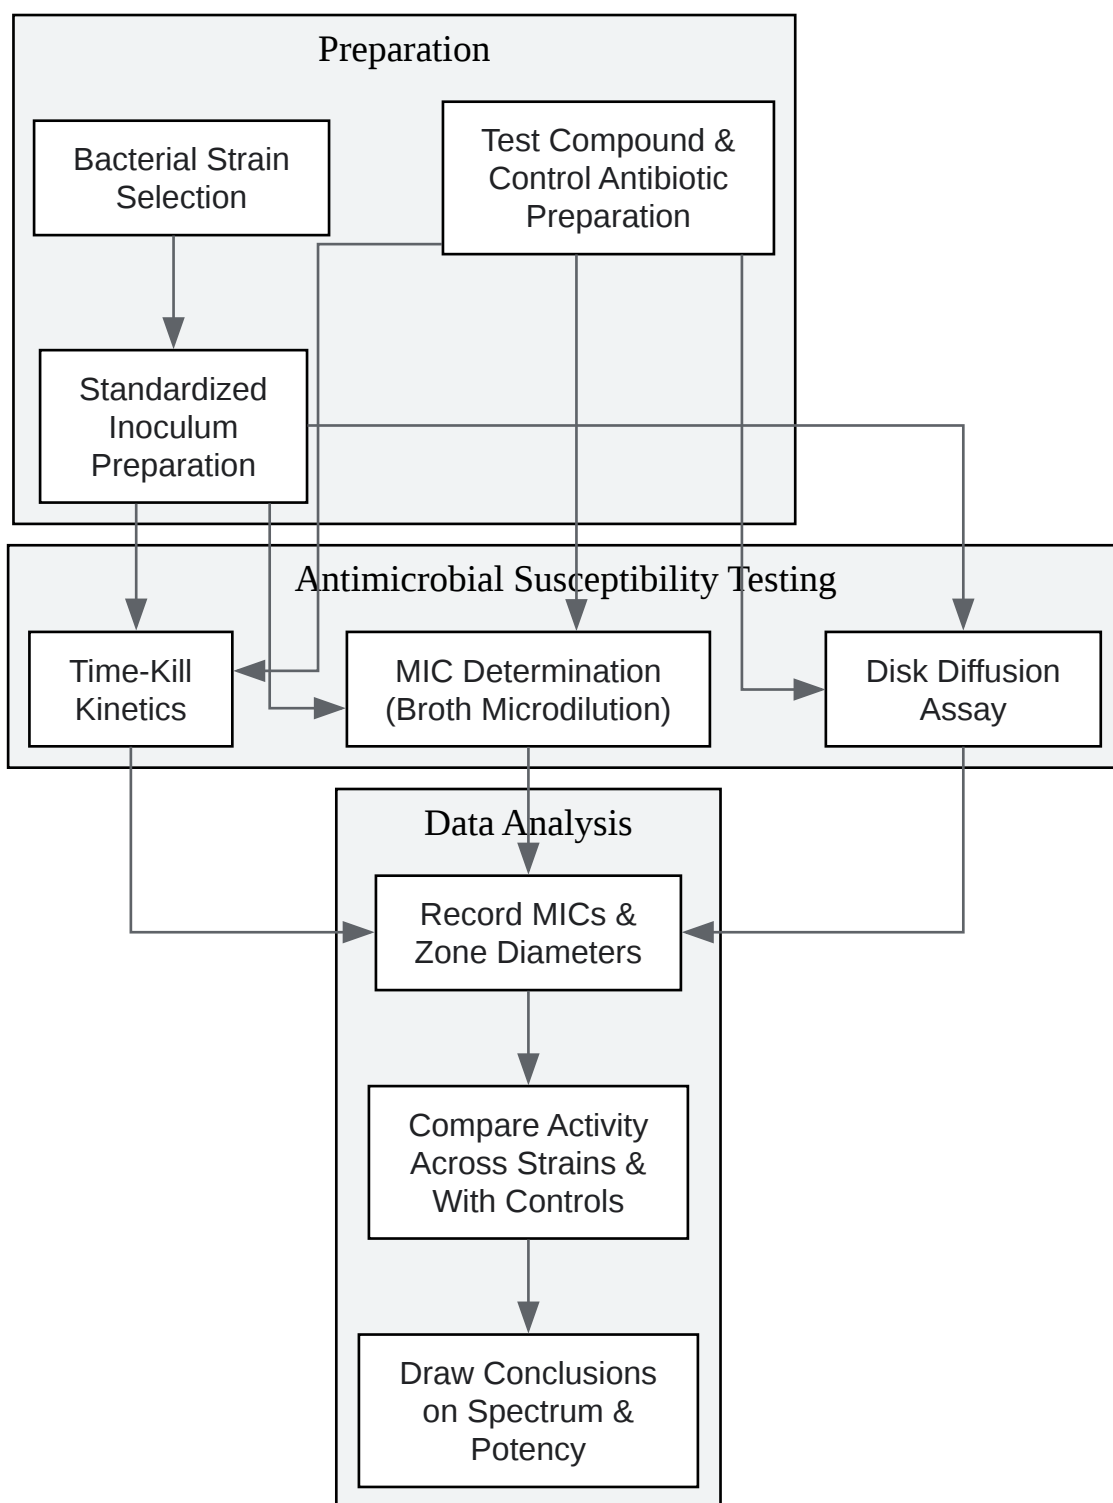 Preparation
Bacterial Strain
Selection
Test Compound &
Control Antibiotic
Preparation
Standardized
Inoculum
Preparation
Antimicrobial Susceptibility Testing
Time-Kill
Kinetics
MIC Determination
(Broth Microdilution)
Disk Diffusion
Assay
Data Analysis
Record MICs &
Zone Diameters
Compare Activity
Across Strains &
With Controls
Draw Conclusions
on Spectrum &
Potency